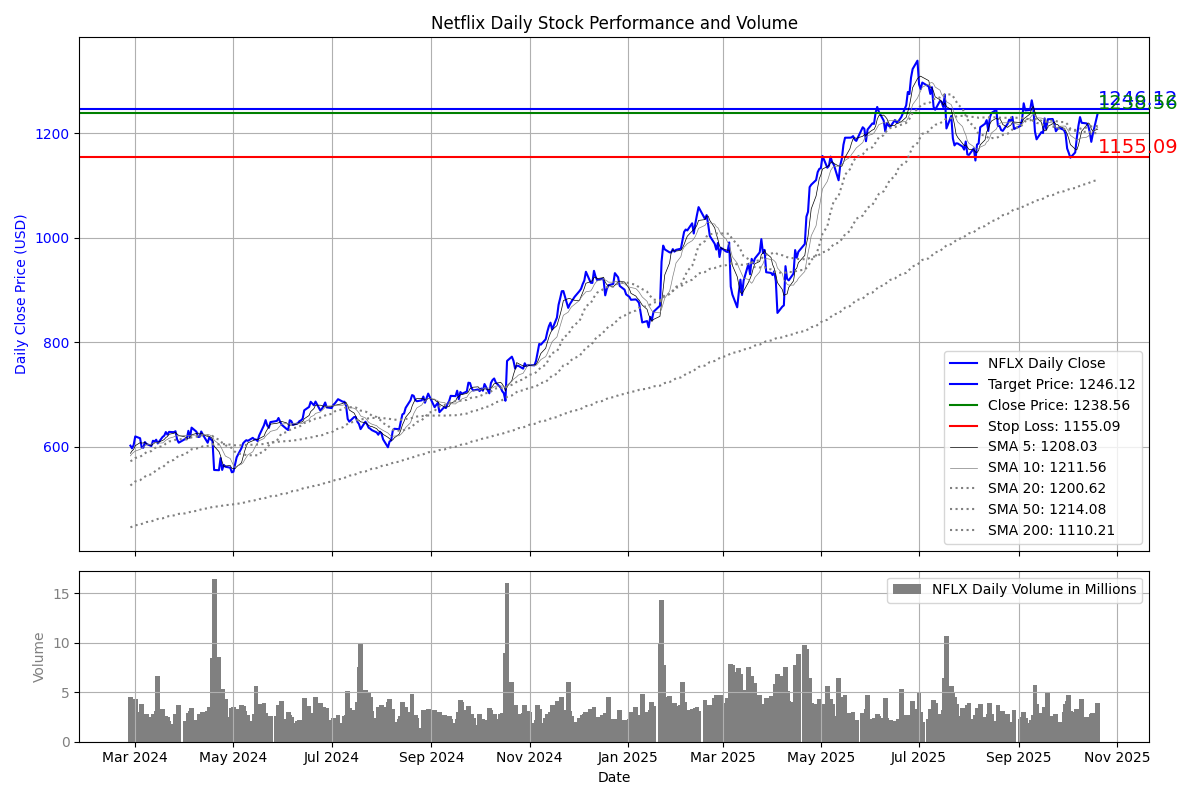 Netflix Daily Stock Performance and Volume
Daily Close Price (USD)
1200
1000
800
600
1246.12
1238.56
1155.09
NFLX Daily Close
Target Price: 1246.12
Close Price: 1238.56
Stop Loss: 1155.09
SMA 5: 1208.03
SMA 10: 1211.56
SMA 20: 1200.62
SMA 50: 1214.08
SMA 200: 1110.21
Volume
15
10
5
0
NFLX Daily Volume in Millions
Mar 2024 May 2024 Jul 2024 Sep 2024 Nov 2024 Jan 2025 Mar 2025 May 2025 Jul 2025 Sep 2025 Nov 2025
Date